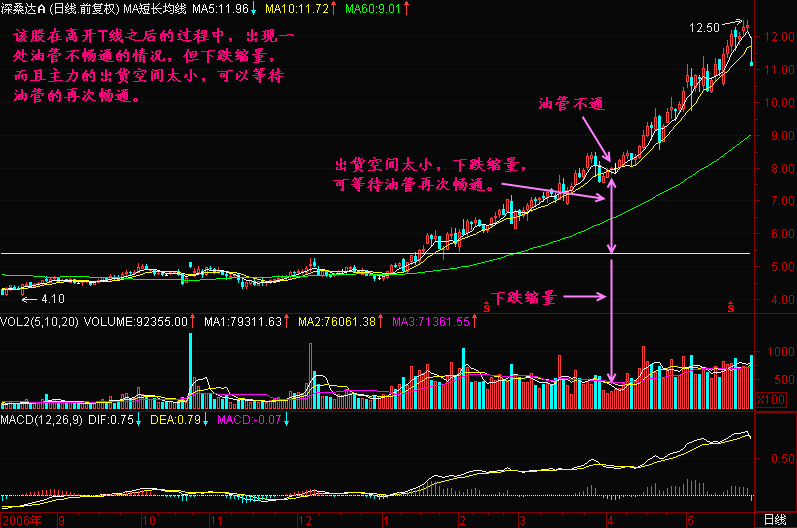 深桑达A (日线.前复权) MA短长均线 MA5:11.96↓ MA10:11.72↑ MA60:9.01↑
12.50
该股在离开T线之后的过程中，出现一
处油管不畅通的情况，但下跌缩量，
而且主力的出货空间太小，可以等待
油管的再次畅通。
12.00
11.00
油管不通
10.00
9.00
出货空间太小，下跌缩量，
可等待油管再次畅通。
8.00
7.00
6.00
5.00
4.10
4.00
下跌缩量
S
S
VOL2(5,10,20) VOLUME:92355.00↑ MA1:79311.63↑ MA2:76061.38↑ MA3:71361.55↑
1000
500
X100
MACD(12,26,9) DIF:0.75↓ DEA:0.79↓ MACD:-0.07↓
0.50
2006年 9 10 11 12 2 3 4 5 日线